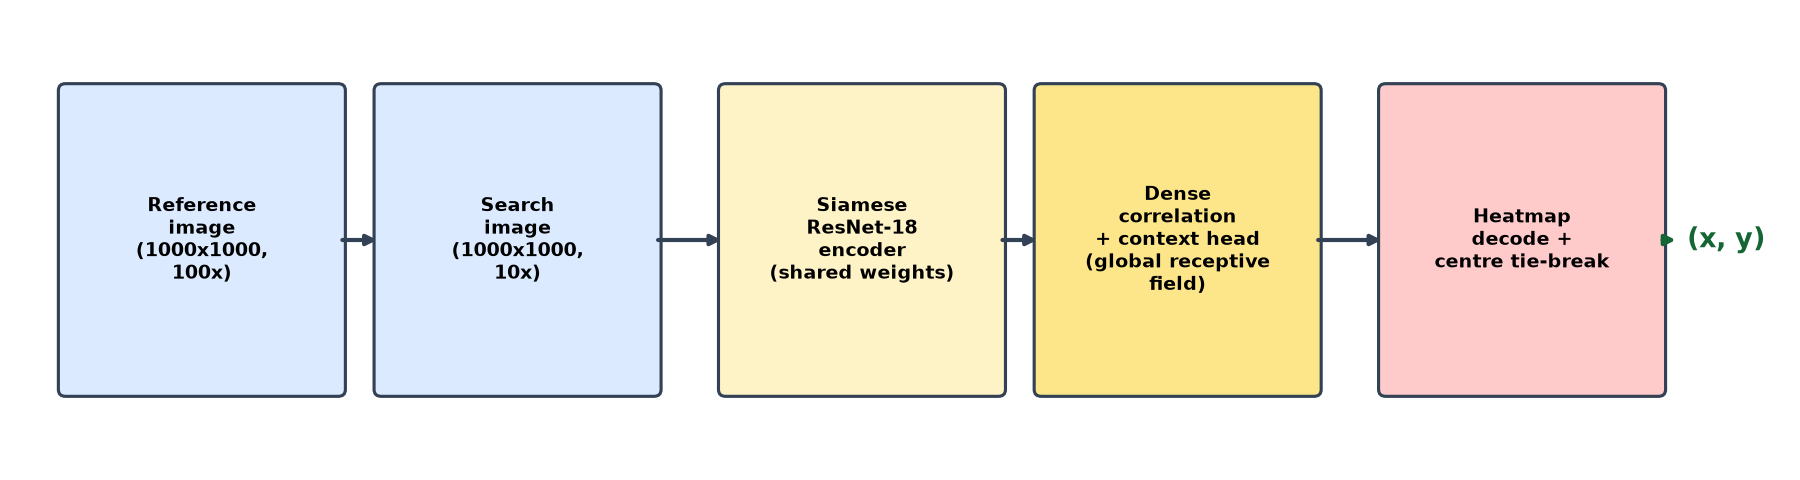 Reference
image
(1000x1000,
100x)
Search
image
(1000x1000,
10x)
Siamese
ResNet-18
encoder
(shared weights)
Dense
correlation
+ context head
(global receptive
field)
Heatmap
decode +
centre tie-break
(x, y)